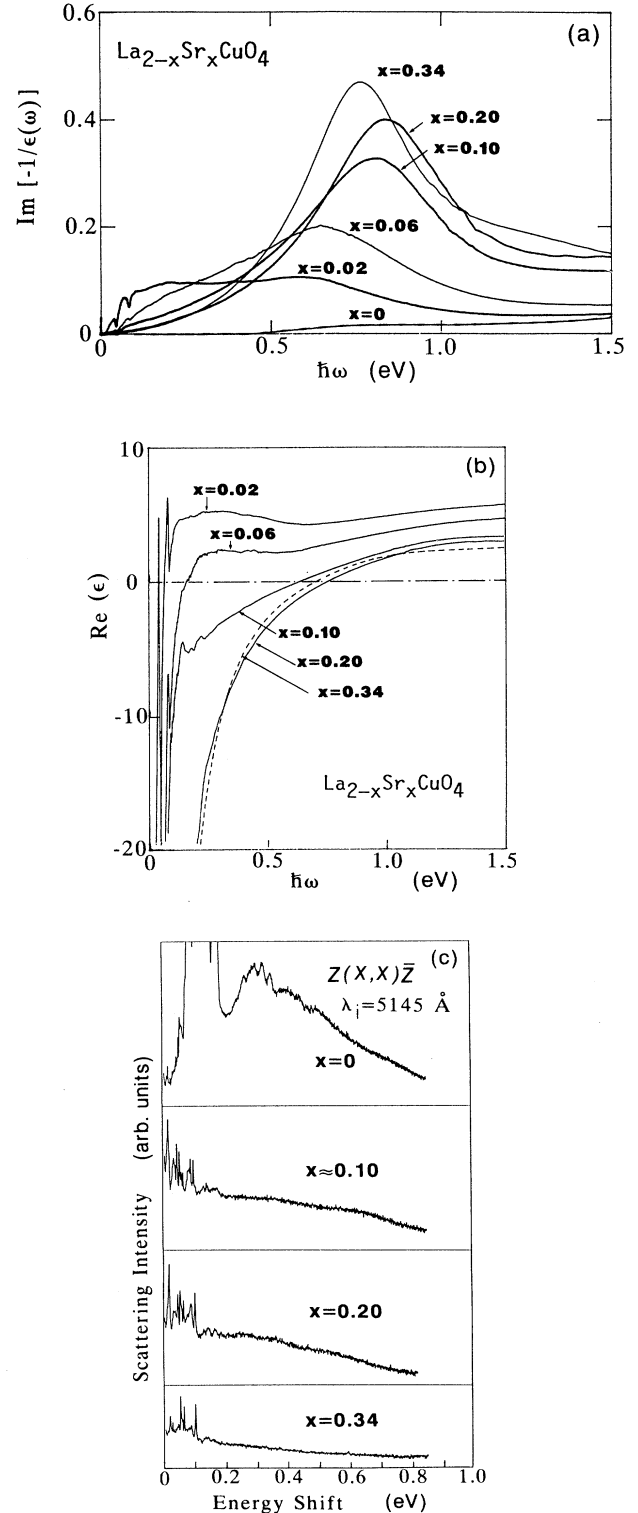 0.6
La₂₋ₓSrₓCuO₄
(a)
x=0.34
x=0.20
x=0.10
x=0.06
x=0.02
x=0
Im [-1/ϵ(ω)]
0.4
0.2
0
0 0.5 1.0 1.5
ℏω (eV)
10
(b)
x=0.02
x=0.06
0
x=0.10
x=0.20
x=0.34
Re (ϵ)
-10
La₂₋ₓSrₓCuO₄
-20
0 0.5 1.0 1.5
ℏω (eV)
Z(X,X)Z̄ (c)
λᵢ=5145 Å
x=0
x≈0.10
x=0.20
x=0.34
Scattering Intensity (arb. units)
0 0.2 0.4 0.6 0.8 1.0
Energy Shift (eV)